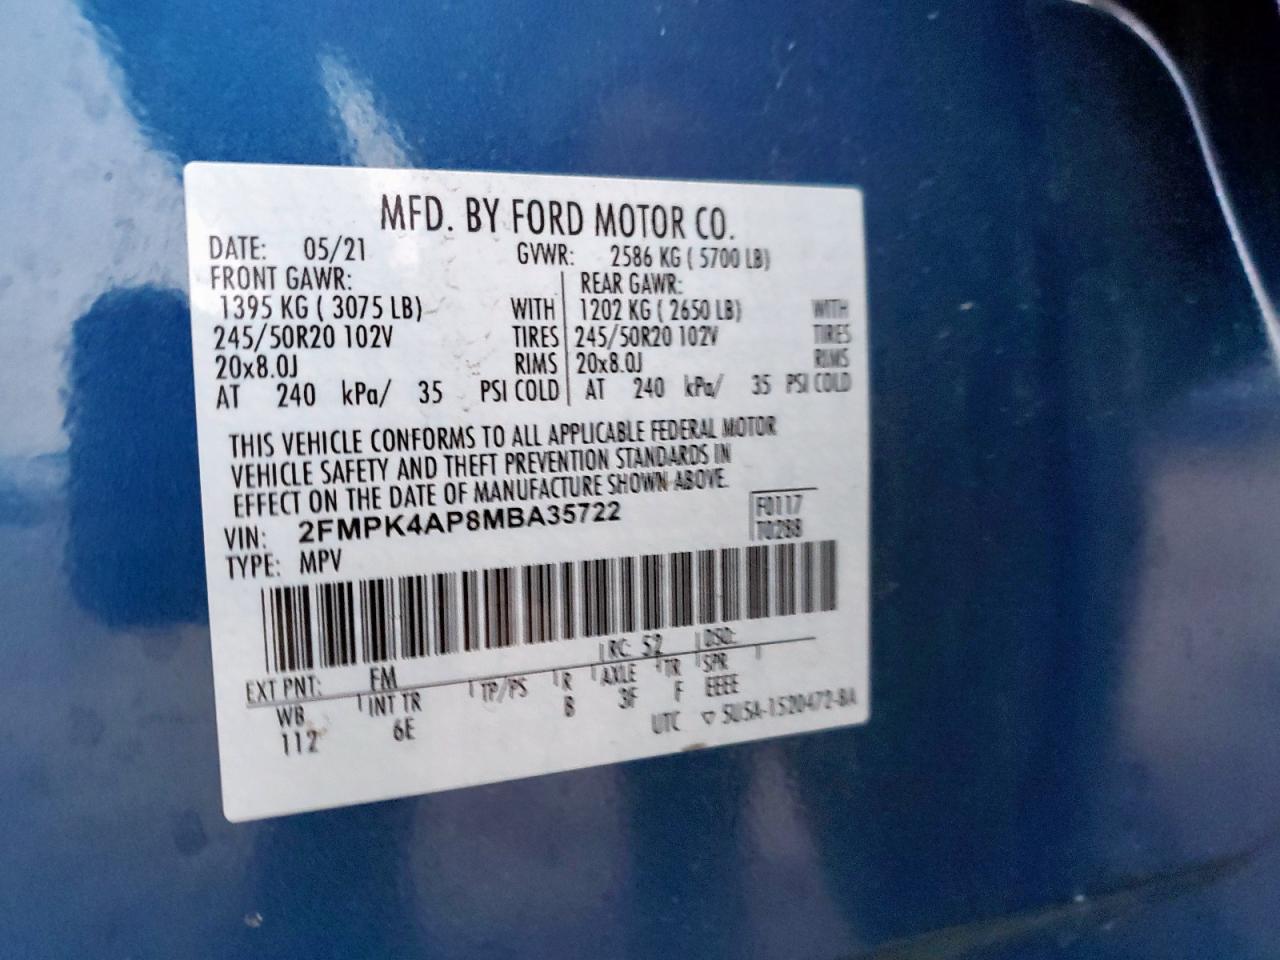 MFD. BY FORD MOTOR CO.
DATE: 05/21 GVWR: 2586 KG ( 5700 LB)
FRONT GAWR: REAR GAWR:
1395 KG ( 3075 LB) WITH 1202 KG ( 2650 LB) WITH
245/50R20 102V TIRES 245/50R20 102V TIRES
20x8.0J RIMS 20x8.0J RIMS
AT 240 kPa/ 35 PSI COLD AT 240 kPa/ 35 PSI COLD
THIS VEHICLE CONFORMS TO ALL APPLICABLE FEDERAL MOTOR
VEHICLE SAFETY AND THEFT PREVENTION STANDARDS IN
EFFECT ON THE DATE OF MANUFACTURE SHOWN ABOVE.
VIN: 2FMPK4AP8MBA35722 F0117
TYPE: MPV T0288
EXT PNT: FM RC: 52 DSO:
WB INT TR TP/PS R AXLE TR SPR
112 6E B 3F F EEEE
UTC ▽ 5U5A-1520472-BA